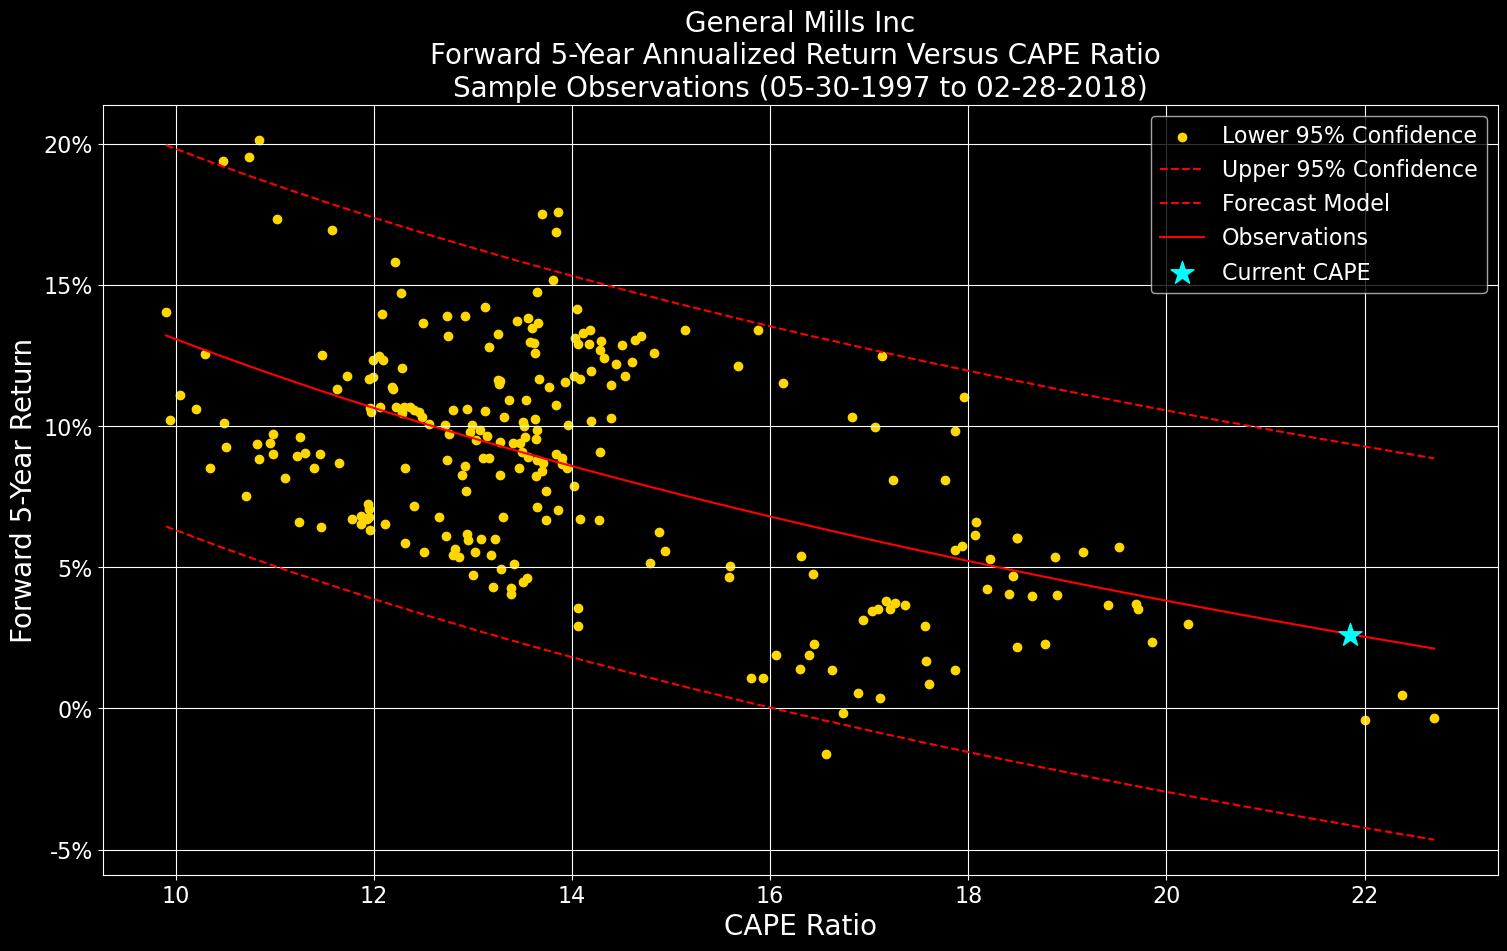 General Mills Inc
Forward 5-Year Annualized Return Versus CAPE Ratio
Sample Observations (05-30-1997 to 02-28-2018)
Lower 95% Confidence
Upper 95% Confidence
Forecast Model
Observations
Current CAPE
Forward 5-Year Return
20%
15%
10%
5%
0%
-5%
10 12 14 16 18 20 22
CAPE Ratio